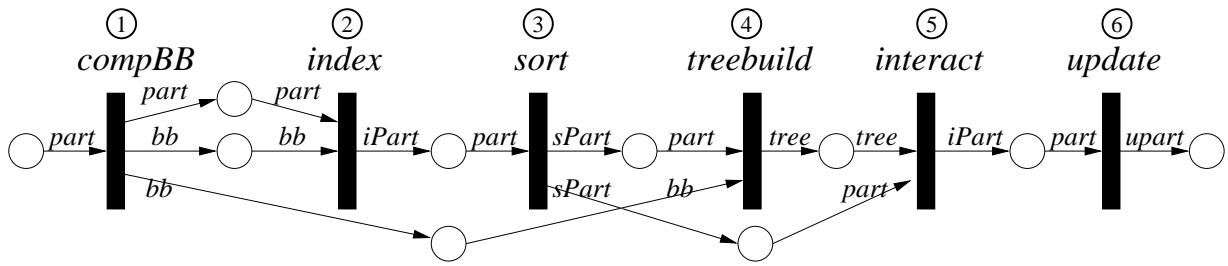 1 2 3 4 5 6
compBB index sort treebuild interact update
part part
part bb bb iPart part sPart part tree tree iPart part upart
bb sPart bb part